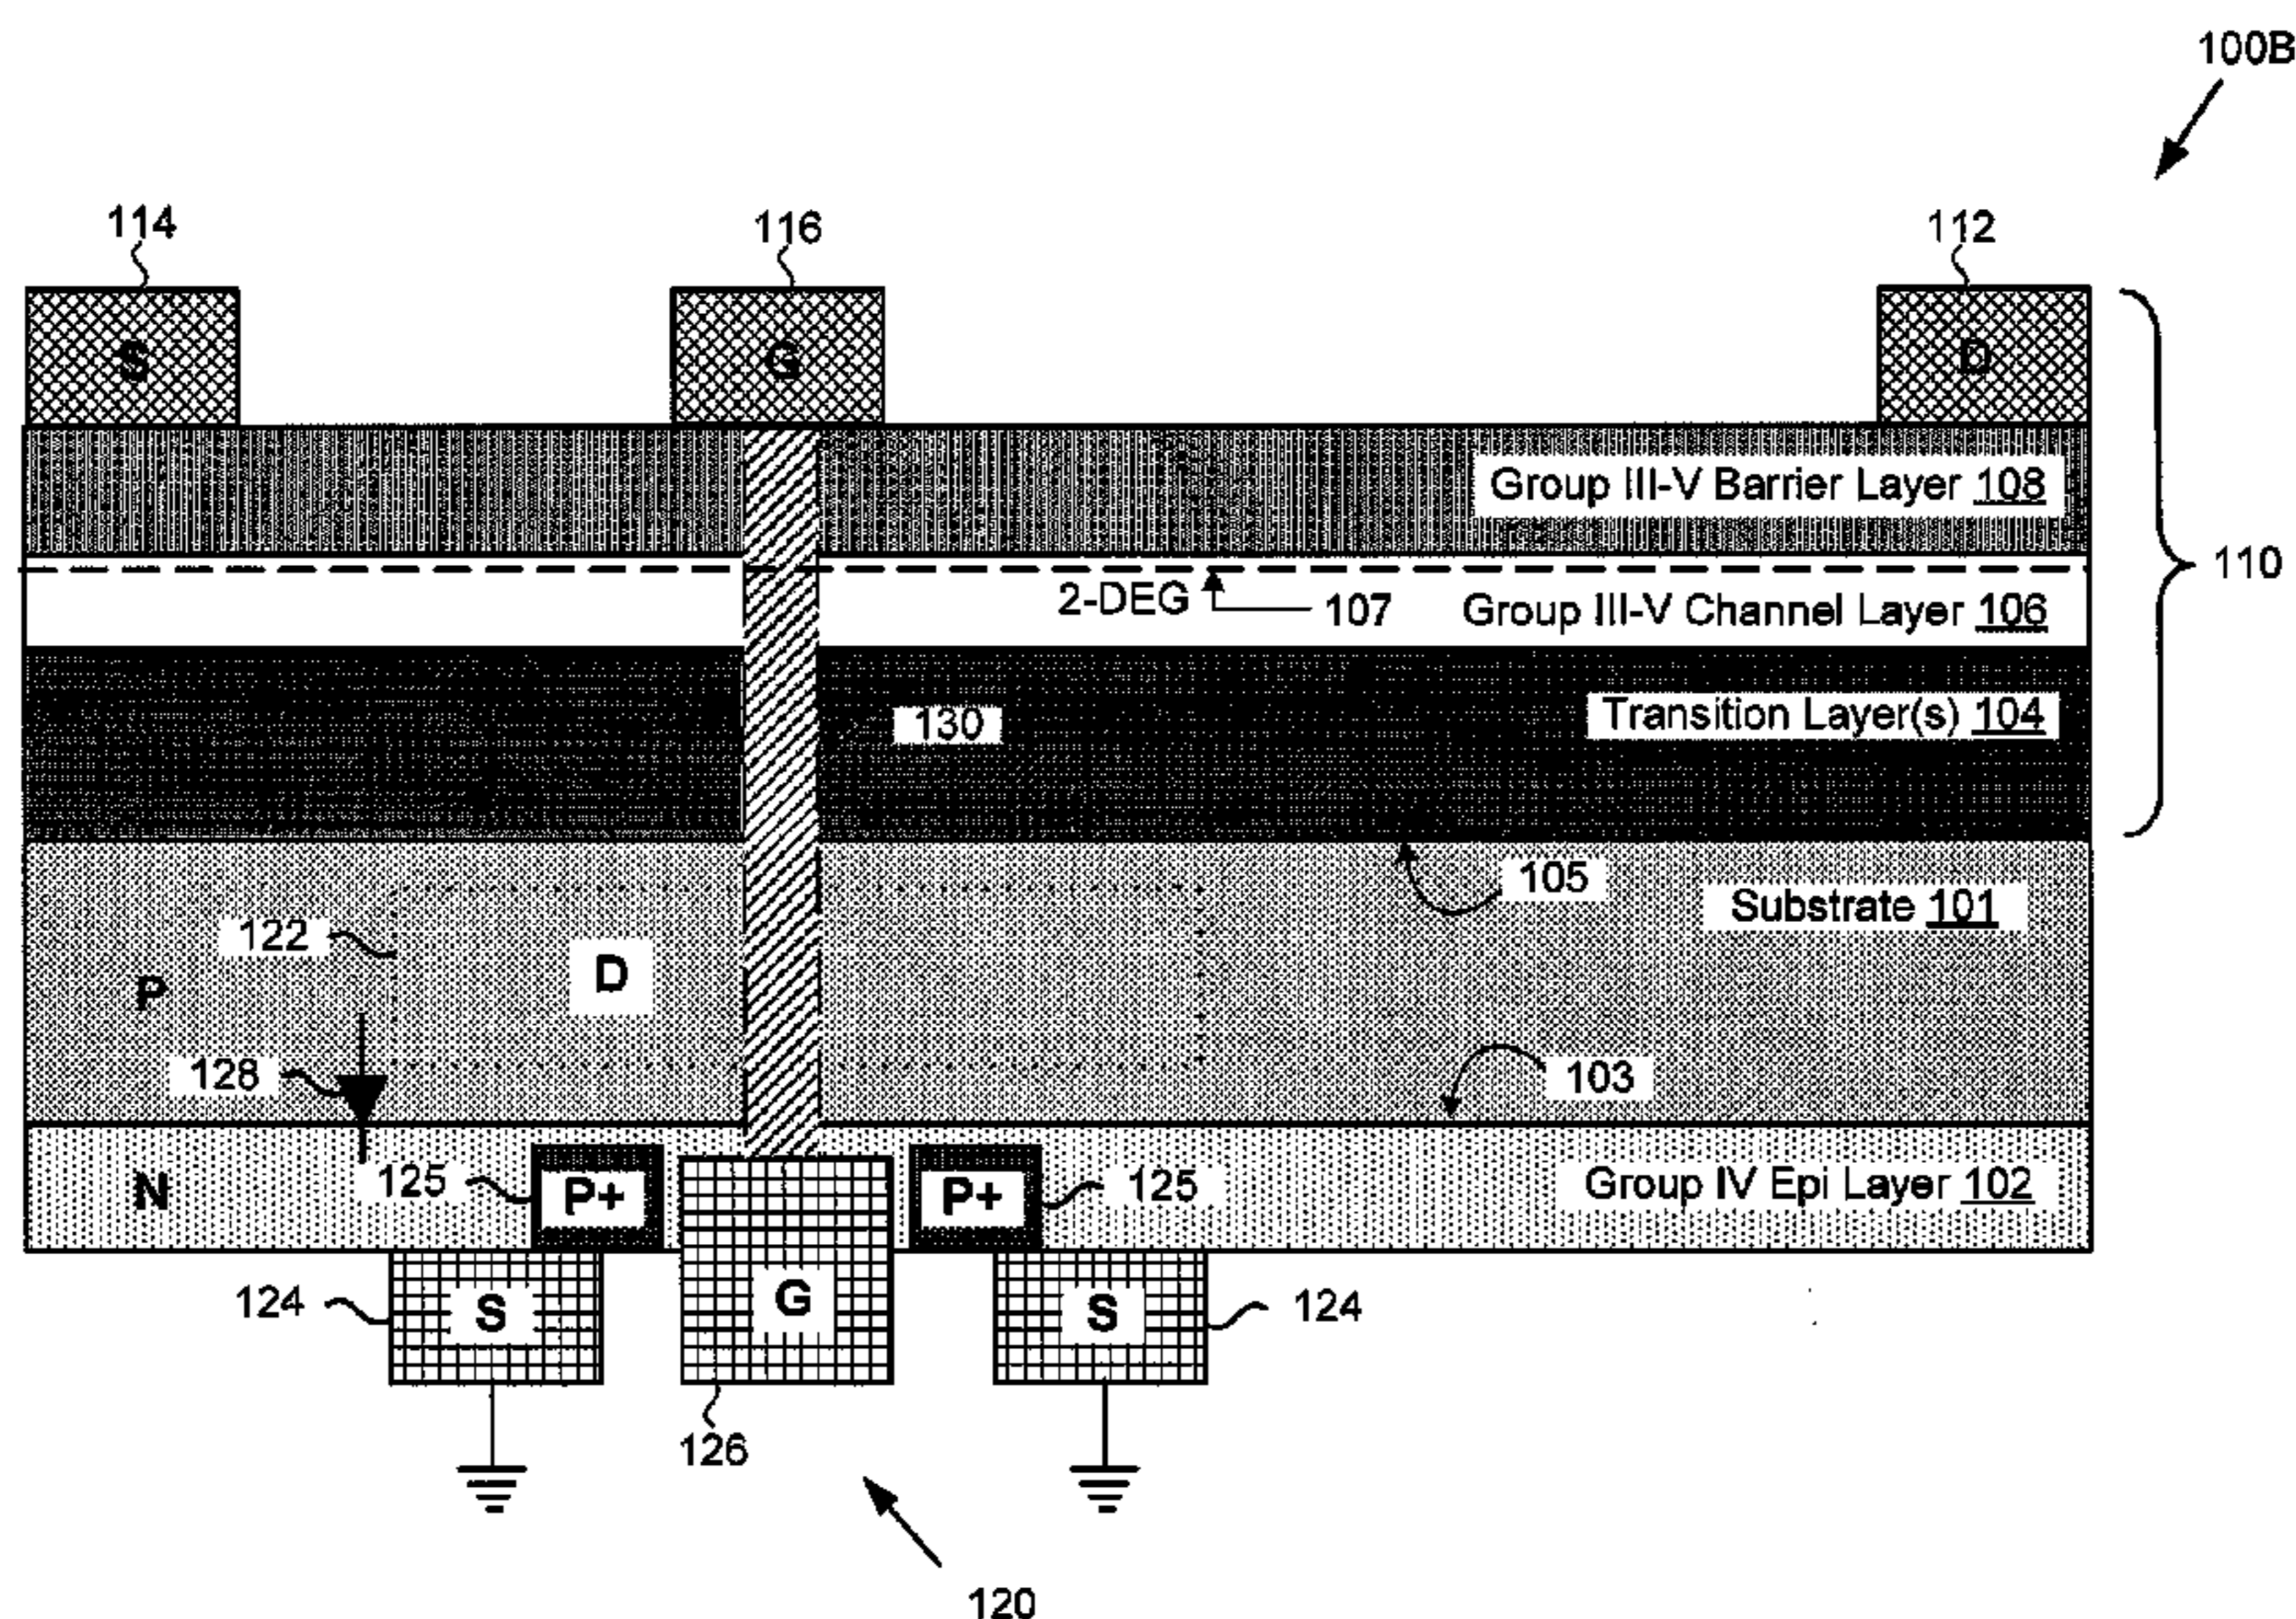 100B
114
116
112
S
G
D
Group III-V Barrier Layer 108
110
2-DEG
107
Group III-V Channel Layer 106
130
Transition Layer(s) 104
105
Substrate 101
122
D
P
128
103
N
125
P+
P+
125
Group IV Epi Layer 102
124
S
G
S
124
126
120